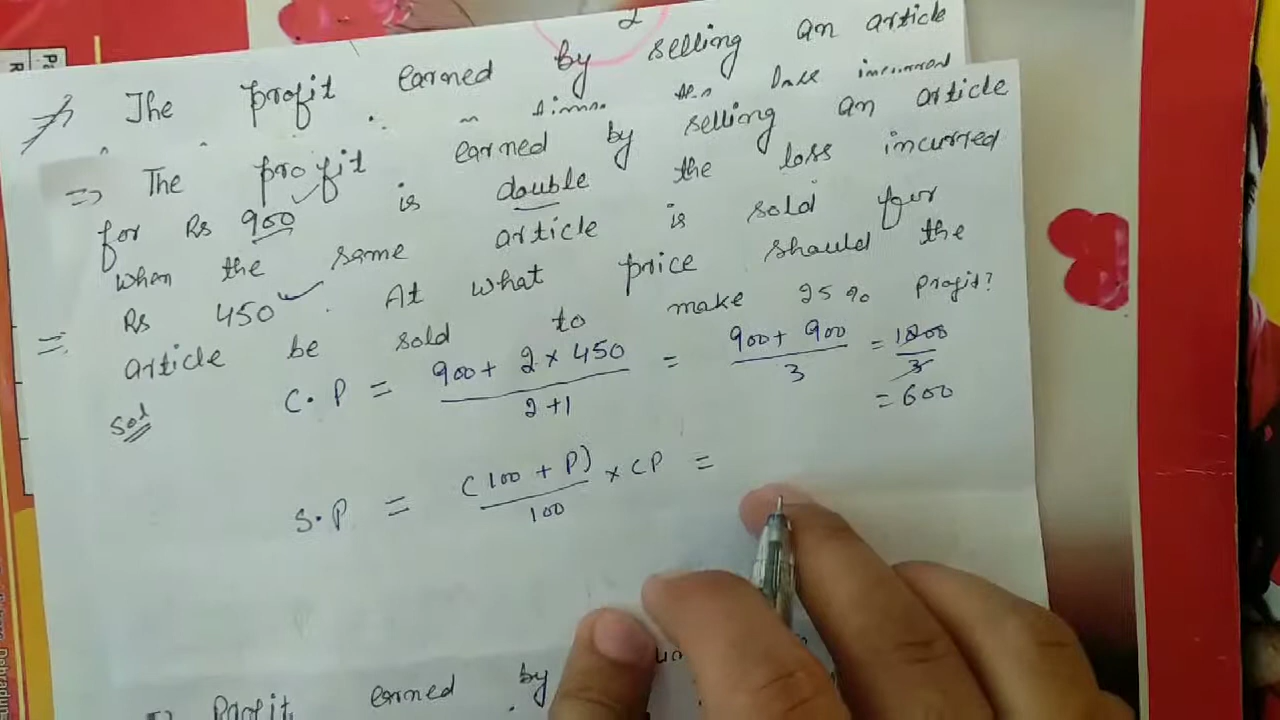 2
The profit earned by selling an article
incurred
=> The profit earned by selling an article
for Rs 900 is double the loss incurred
when the same article is sold for
Rs 450. At what price should the
article be sold to make 25% profit?
Sol C.P = 900 + 2 × 450 / 2+1 = 900 + 900 / 3 = 1800 / 3
= 600
S.P = (100 + P) / 100 × CP =
=> Profit earned by